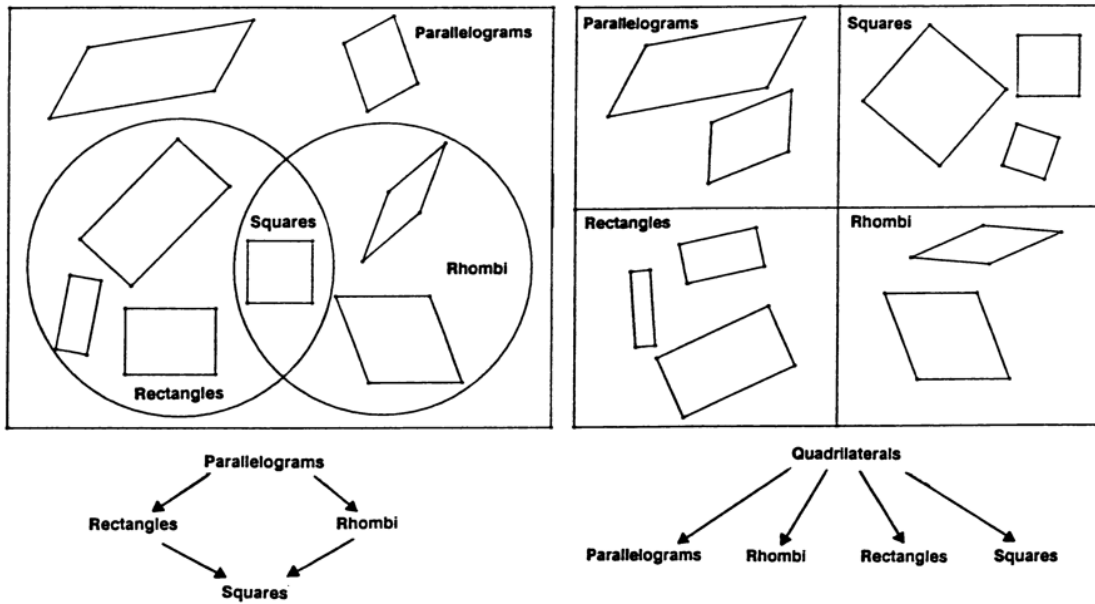 Parallelograms
Squares
Rhombi
Rectangles
Parallelograms
Rectangles
Rhombi
Squares
Parallelograms
Squares
Rectangles
Rhombi
Quadrilaterals
Parallelograms
Rhombi
Rectangles
Squares